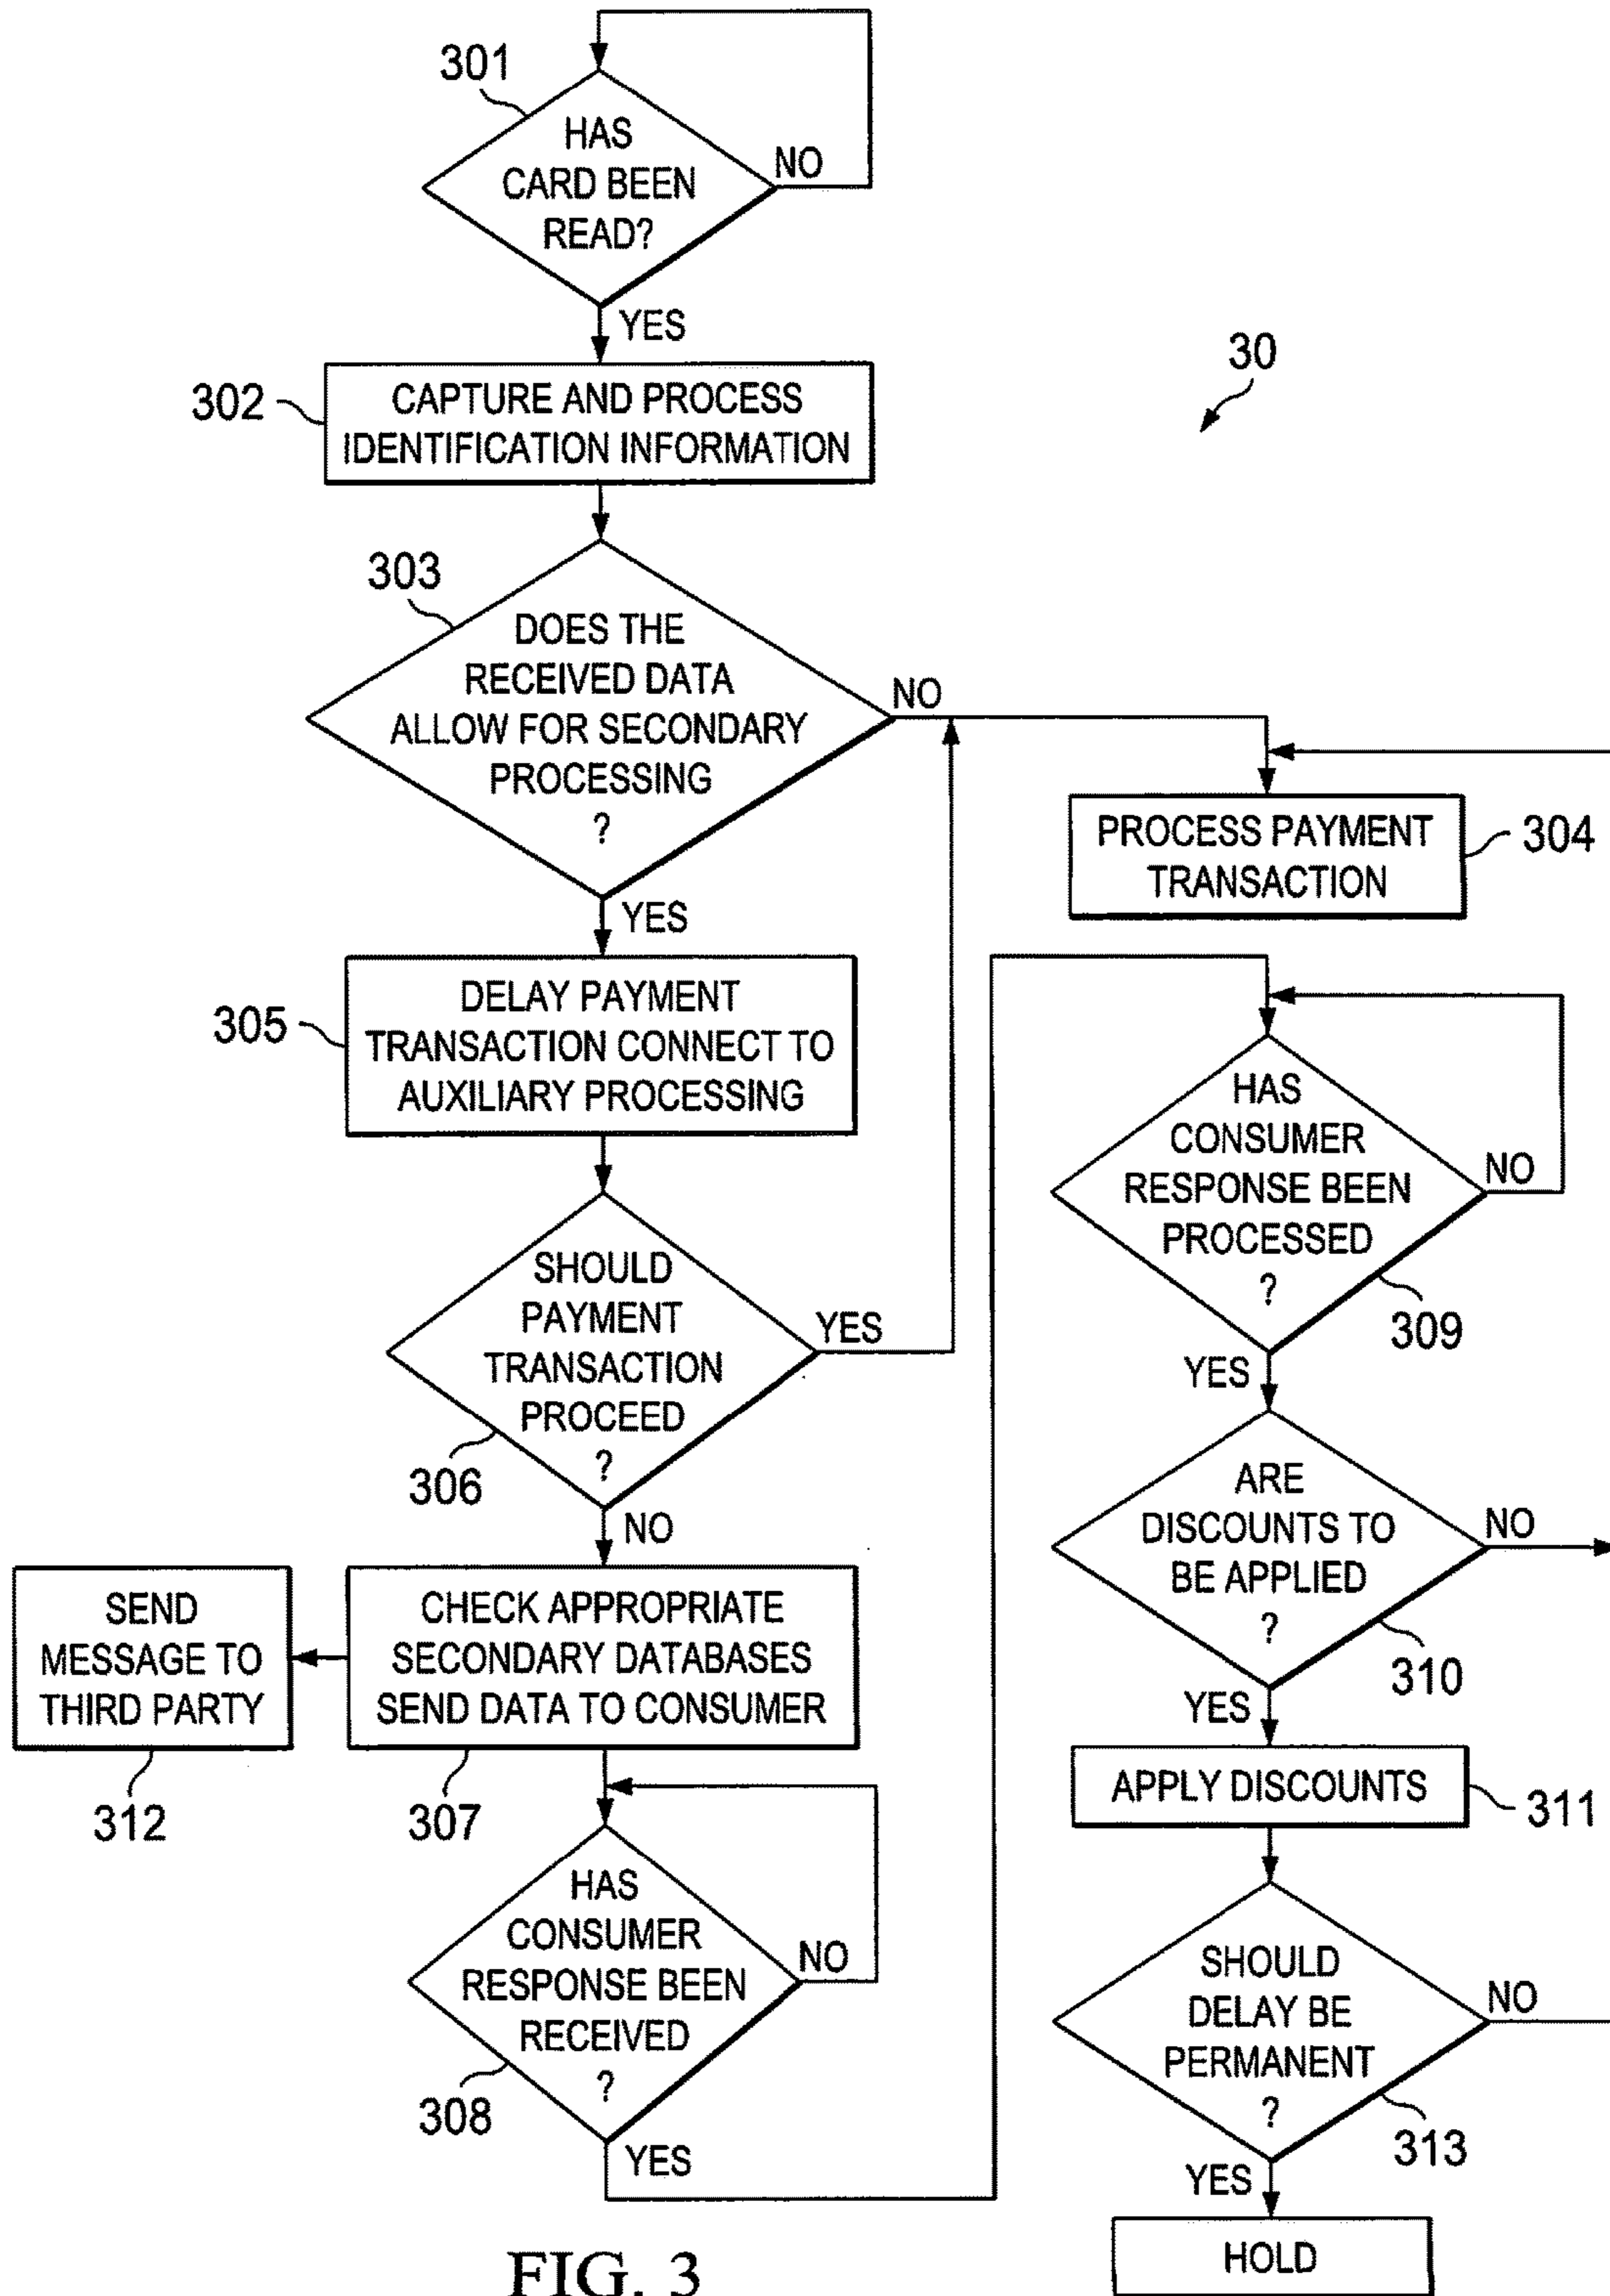 301
HAS
CARD BEEN
READ?
NO
YES
30
302
CAPTURE AND PROCESS
IDENTIFICATION INFORMATION
303
DOES THE
RECEIVED DATA
ALLOW FOR SECONDARY
PROCESSING
?
NO
YES
PROCESS PAYMENT
TRANSACTION
304
305
DELAY PAYMENT
TRANSACTION CONNECT TO
AUXILIARY PROCESSING
SHOULD
PAYMENT
TRANSACTION
PROCEED
?
YES
306
NO
SEND
MESSAGE TO
THIRD PARTY
312
CHECK APPROPRIATE
SECONDARY DATABASES
SEND DATA TO CONSUMER
307
HAS
CONSUMER
RESPONSE BEEN
RECEIVED
?
NO
308
YES
HAS
CONSUMER
RESPONSE BEEN
PROCESSED
?
NO
309
YES
ARE
DISCOUNTS TO
BE APPLIED
?
NO
310
YES
APPLY DISCOUNTS
311
SHOULD
DELAY BE
PERMANENT
?
NO
313
YES
HOLD
FIG. 3